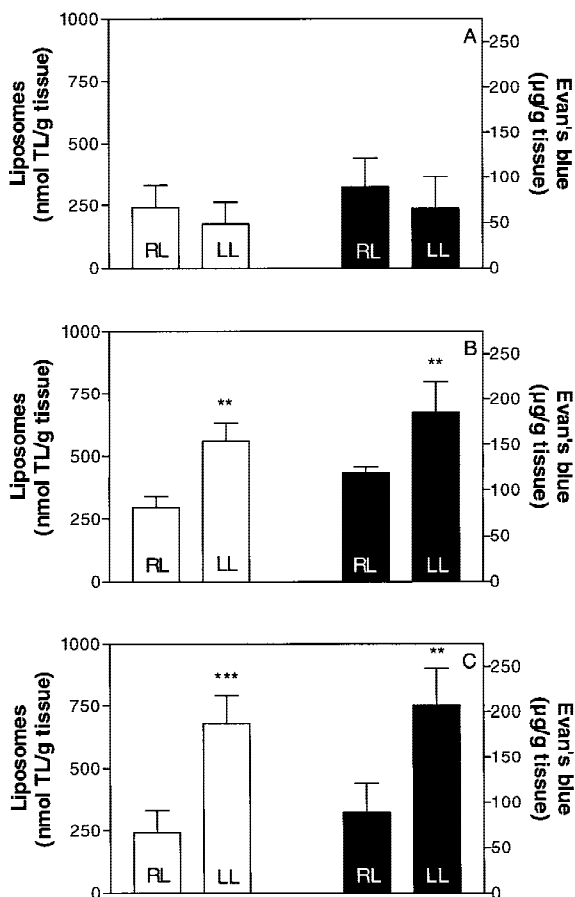 A
Liposomes
(nmol TL/g tissue)
1000
750
500
250
0
RL
LL
RL
LL
250
200
150
100
50
0
Evan's blue
(µg/g tissue)
B
Liposomes
(nmol TL/g tissue)
1000
750
500
250
0
**
**
RL
LL
RL
LL
250
200
150
100
50
0
Evan's blue
(µg/g tissue)
C
Liposomes
(nmol TL/g tissue)
1000
750
500
250
0
***
**
RL
LL
RL
LL
250
200
150
100
50
0
Evan's blue
(µg/g tissue)